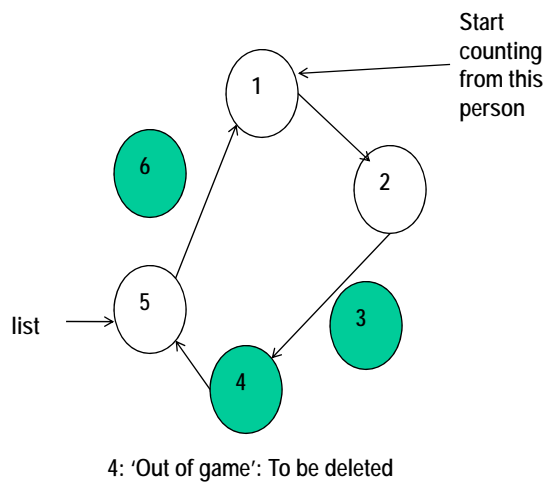 Start
counting
from this
person
1
6
2
5
3
list
4
4: 'Out of game': To be deleted